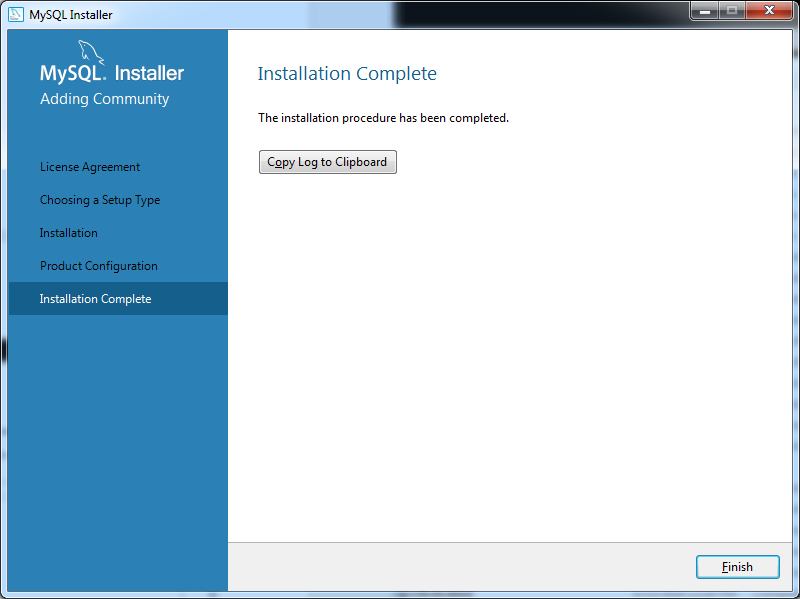 MySQL Installer
MySQL. Installer
Adding Community
License Agreement
Choosing a Setup Type
Installation
Product Configuration
Installation Complete
Installation Complete
The installation procedure has been completed.
Copy Log to Clipboard
Finish